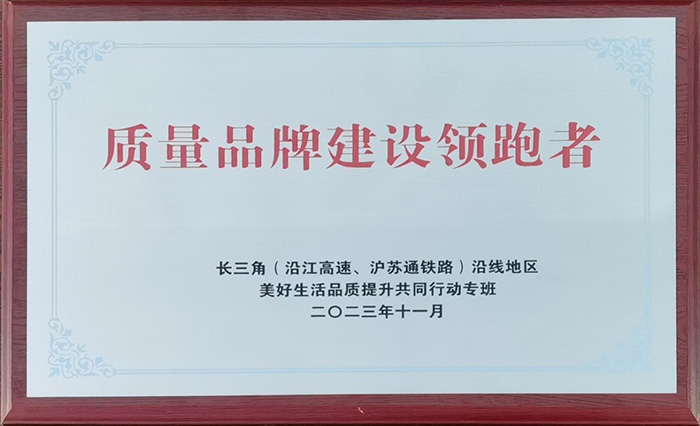 质量品牌建设领跑者
长三角（沿江高速、沪苏通铁路）沿线地区
美好生活品质提升共同行动专班
二〇二三年十一月